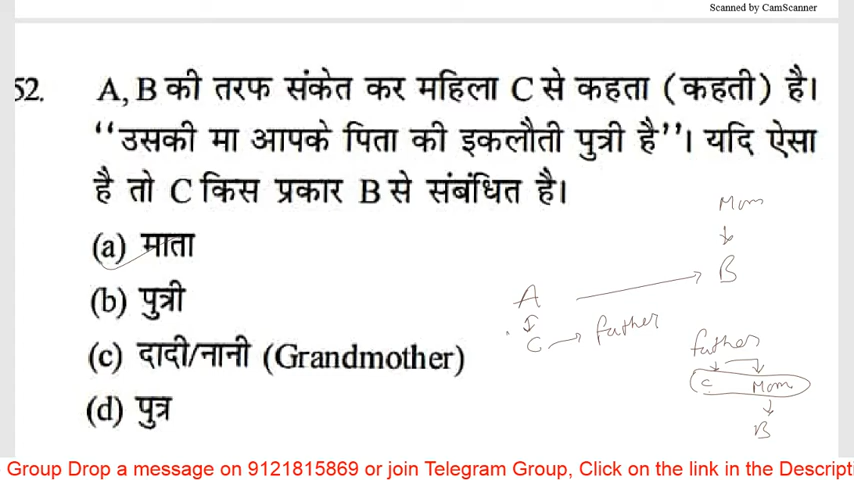 Scanned by CamScanner
52. A, B की तरफ संकेत कर महिला C से कहता (कहती) है।
‘‘उसकी मा आपके पिता की इकलौती पुत्री है’’। यदि ऐसा
है तो C किस प्रकार B से संबंधित है।
(a) माता
(b) पुत्री
(c) दादी/नानी (Grandmother)
(d) पुत्र
Mom
B
A
C
father
father
C Mom
B
Group Drop a message on 9121815869 or join Telegram Group, Click on the link in the Descript